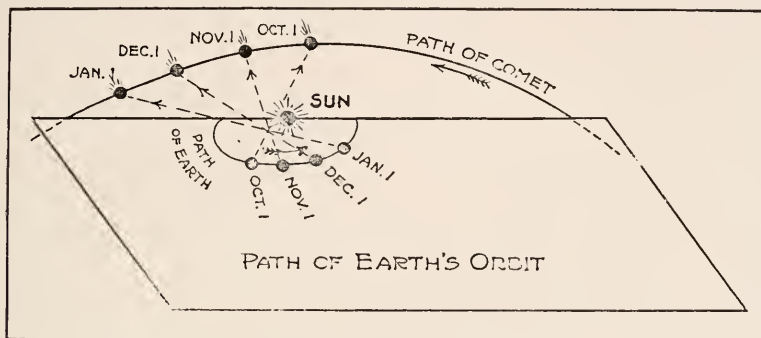 OCT. 1
NOV. 1
DEC. 1
JAN. 1
PATH OF COMET
SUN
PATH
OF
EARTH
JAN. 1
DEC. 1
NOV. 1
OCT. 1
PATH OF EARTH'S ORBIT